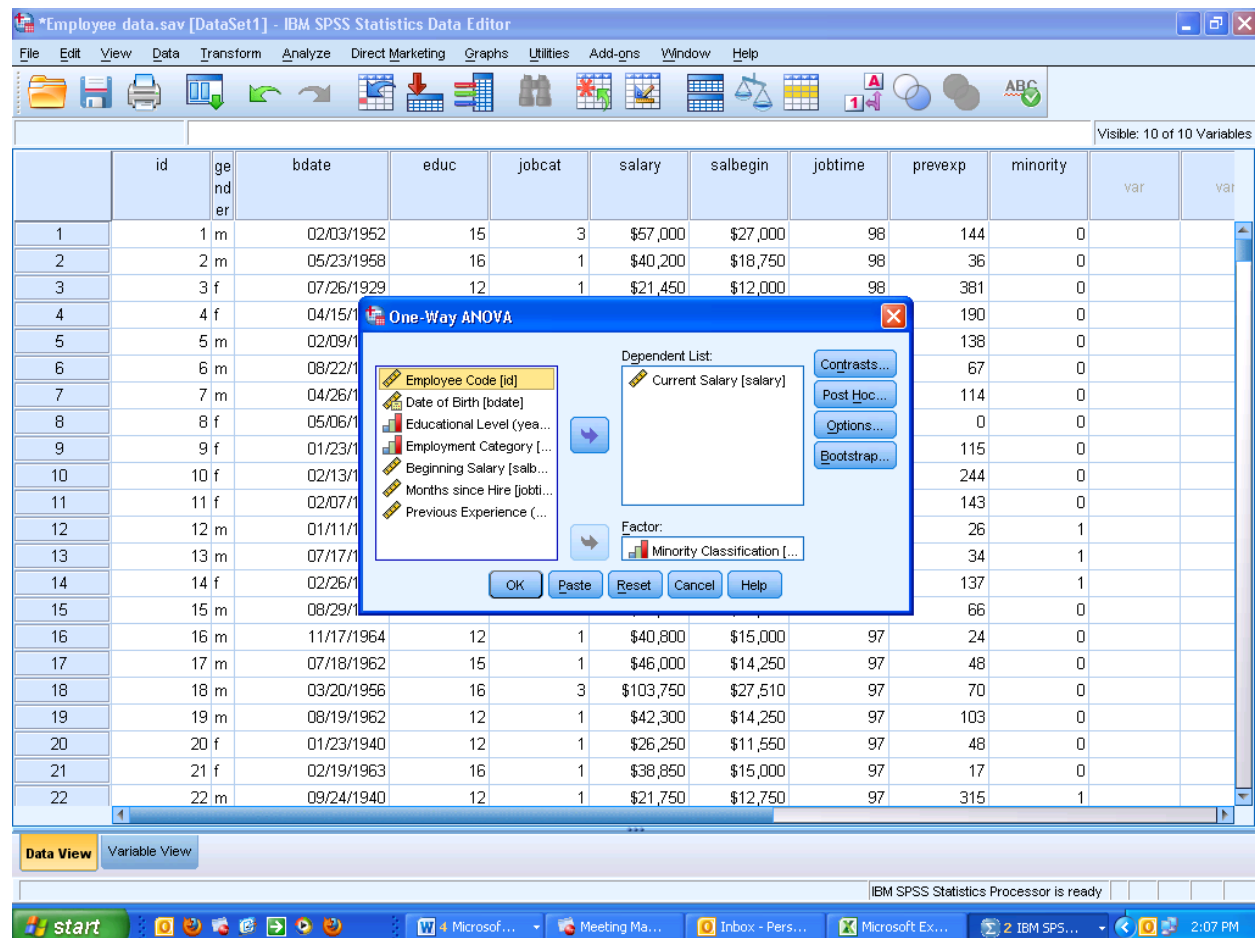 *Employee data.sav [DataSet1] - IBM SPSS Statistics Data Editor
File Edit View Data Transform Analyze Direct Marketing Graphs Utilities Add-ons Window Help
A
1
ABC
Visible: 10 of 10 Variables
id gender bdate educ jobcat salary salbegin jobtime prevexp minority var var
1 1 m 02/03/1952 15 3 $57,000 $27,000 98 144 0
2 2 m 05/23/1958 16 1 $40,200 $18,750 98 36 0
3 3 f 07/26/1929 12 1 $21,450 $12,000 98 381 0
4 4 f 04/15/1 190 0
5 5 m 02/09/1 138 0
6 6 m 08/22/1 67 0
7 7 m 04/26/1 114 0
8 8 f 05/06/1 0 0
9 9 f 01/23/1 115 0
10 10 f 02/13/1 244 0
11 11 f 02/07/1 143 0
12 12 m 01/11/1 26 1
13 13 m 07/17/1 34 1
14 14 f 02/26/1 137 1
15 15 m 08/29/1 66 0
16 16 m 11/17/1964 12 1 $40,800 $15,000 97 24 0
17 17 m 07/18/1962 15 1 $46,000 $14,250 97 48 0
18 18 m 03/20/1956 16 3 $103,750 $27,510 97 70 0
19 19 m 08/19/1962 12 1 $42,300 $14,250 97 103 0
20 20 f 01/23/1940 12 1 $26,250 $11,550 97 48 0
21 21 f 02/19/1963 16 1 $38,850 $15,000 97 17 0
22 22 m 09/24/1940 12 1 $21,750 $12,750 97 315 1
One-Way ANOVA
Employee Code [id]
Date of Birth [bdate]
Educational Level (yea...
Employment Category [...
Beginning Salary [salb...
Months since Hire [jobti...
Previous Experience (...
Dependent List:
Current Salary [salary]
Factor:
Minority Classification [...
Contrasts...
Post Hoc...
Options...
Bootstrap...
OK Paste Reset Cancel Help
Data View Variable View
IBM SPSS Statistics Processor is ready
start 4 Microsof... Meeting Ma... Inbox - Pers... Microsoft Ex... 2 IBM SPS... 2:07 PM